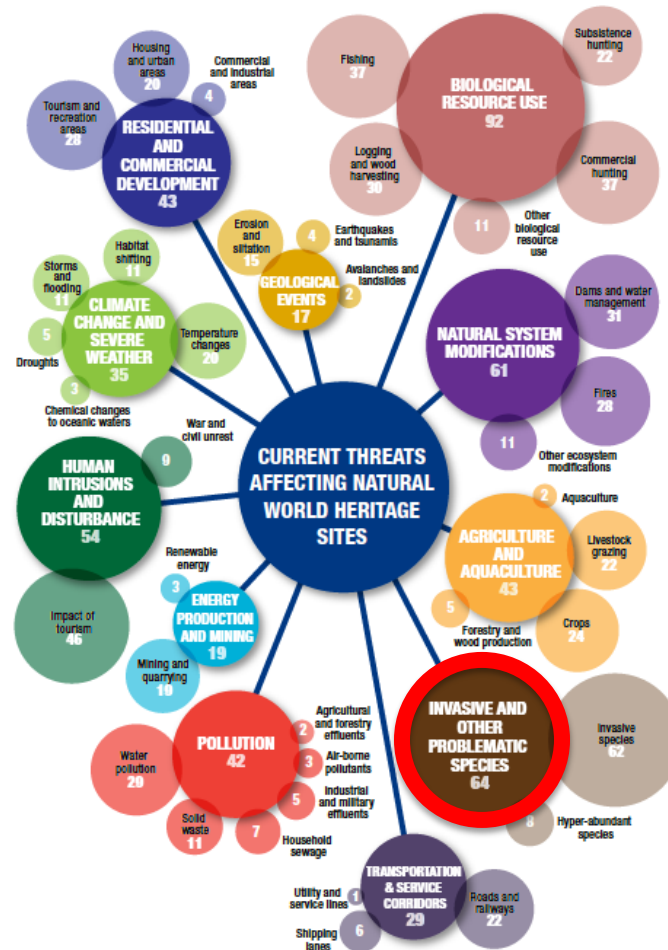 Housing
and urban
areas
20
Commercial
and industrial
areas
4
Tourism and
recreation
areas
28
RESIDENTIAL
AND
COMMERCIAL
DEVELOPMENT
43
Fishing
37
BIOLOGICAL
RESOURCE USE
92
Subsistence
hunting
22
Logging
and wood
harvesting
30
Commercial
hunting
37
11
Other
biological
resource
use
Erosion
and
siltation
15
4
Earthquakes
and tsunamis
GEOLOGICAL
EVENTS
17
Avalanches and
landslides
2
Habitat
shifting
11
Storms
and
flooding
11
CLIMATE
CHANGE AND
SEVERE
WEATHER
35
5
Droughts
Temperature
changes
20
3
Chemical changes
to oceanic waters
Dams and water
management
31
NATURAL SYSTEM
MODIFICATIONS
61
Fires
28
11
Other ecosystem
modifications
War and
civil unrest
9
HUMAN
INTRUSIONS
AND
DISTURBANCE
54
Impact of
tourism
46
CURRENT THREATS
AFFECTING NATURAL
WORLD HERITAGE
SITES
2
Aquaculture
AGRICULTURE
AND
AQUACULTURE
43
Livestock
grazing
22
5
Forestry and
wood production
Crops
24
Renewable
energy
3
ENERGY
PRODUCTION
AND MINING
19
Mining and
quarrying
POLLUTION
42
Agricultural
and forestry
effluents
2
3
Air-borne
pollutants
5
Industrial
and military
effluents
7
Household
sewage
Solid
waste
11
Water
pollution
INVASIVE AND
OTHER
PROBLEMATIC
SPECIES
64
Invasive
species
62
8
Hyper-abundant
species
TRANSPORTATION
& SERVICE
CORRIDORS
29
Utility and
service lines
1
Shipping
lanes
6
Roads and
railways
22